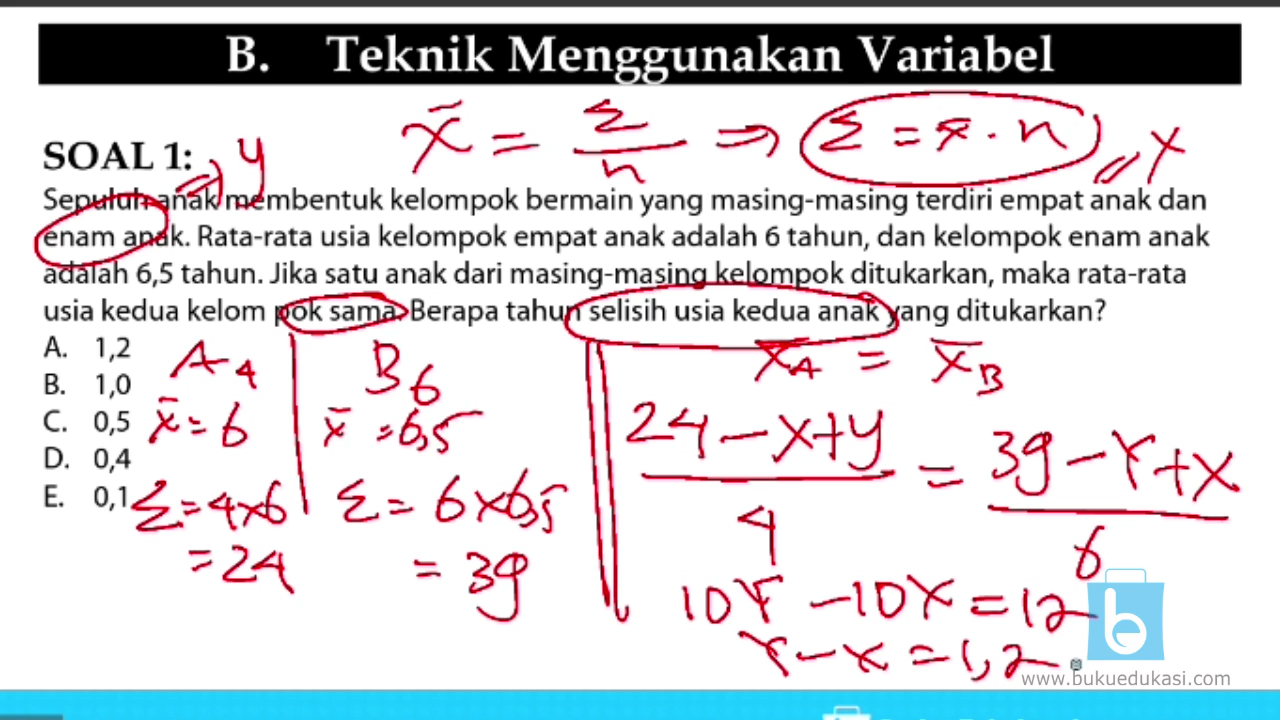 B. Teknik Menggunakan Variabel
x̄ = Σ/n ⇒ Σ = x̄ . n
SOAL 1:
⇒ y
x
Sepuluh anak membentuk kelompok bermain yang masing-masing terdiri empat anak dan
enam anak. Rata-rata usia kelompok empat anak adalah 6 tahun, dan kelompok enam anak
adalah 6,5 tahun. Jika satu anak dari masing-masing kelompok ditukarkan, maka rata-rata
usia kedua kelom pok sama. Berapa tahun selisih usia kedua anak yang ditukarkan?
A. 1,2
B. 1,0
C. 0,5
D. 0,4
E. 0,1
A4
x̄ = 6
Σ = 4x6
= 24
B6
x̄ = 6,5
Σ = 6x6,5
= 39
x̄A = x̄B
24 - x + y / 4 = 39 - Y + X / 6
10Y - 10X = 12
Y - X = 1,2
b
www.bukuedukasi.com